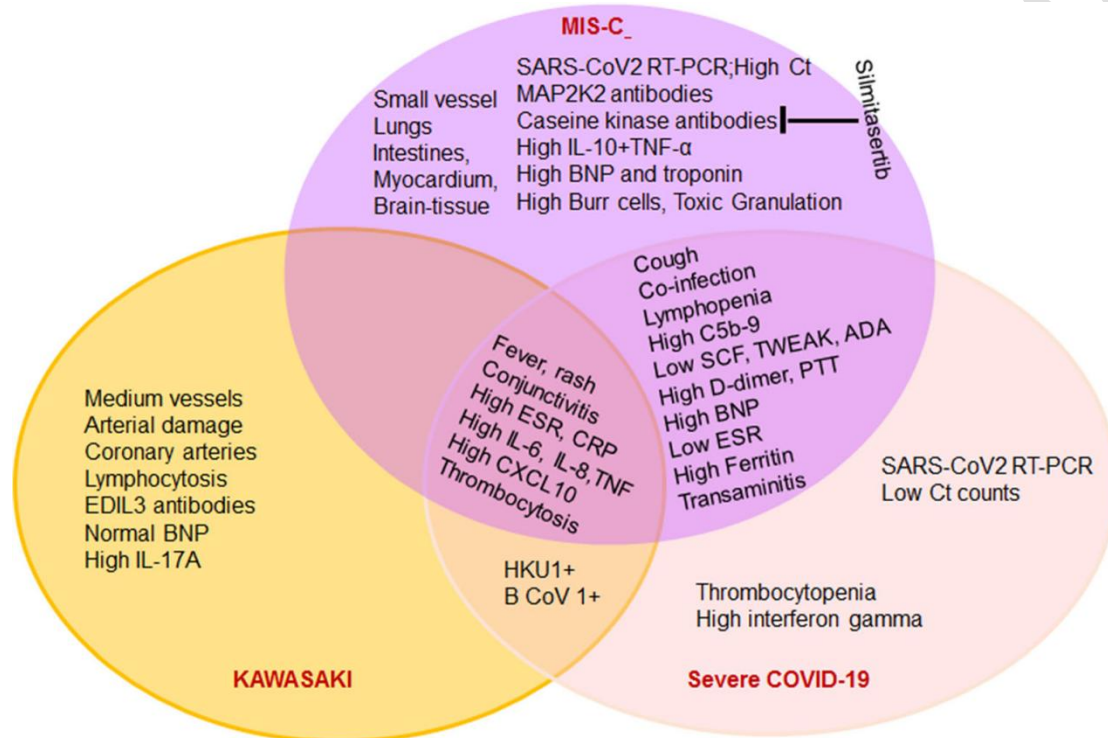 MIS-C_
SARS-CoV2 RT-PCR;High Ct
MAP2K2 antibodies
Caseine kinase antibodies
High IL-10+TNF-α
High BNP and troponin
High Burr cells, Toxic Granulation
Small vessel
Lungs
Intestines,
Myocardium,
Brain-tissue
Silmitasertib
Cough
Co-infection
Lymphopenia
High C5b-9
Low SCF, TWEAK, ADA
High D-dimer, PTT
High BNP
Low ESR
High Ferritin
Transaminitis
Fever, rash
Conjunctivitis
High ESR, CRP
High IL-6, IL-8,TNF
High CXCL10
Thrombocytosis
Medium vessels
Arterial damage
Coronary arteries
Lymphocytosis
EDIL3 antibodies
Normal BNP
High IL-17A
SARS-CoV2 RT-PCR
Low Ct counts
HKU1+
B CoV 1+
Thrombocytopenia
High interferon gamma
KAWASAKI
Severe COVID-19